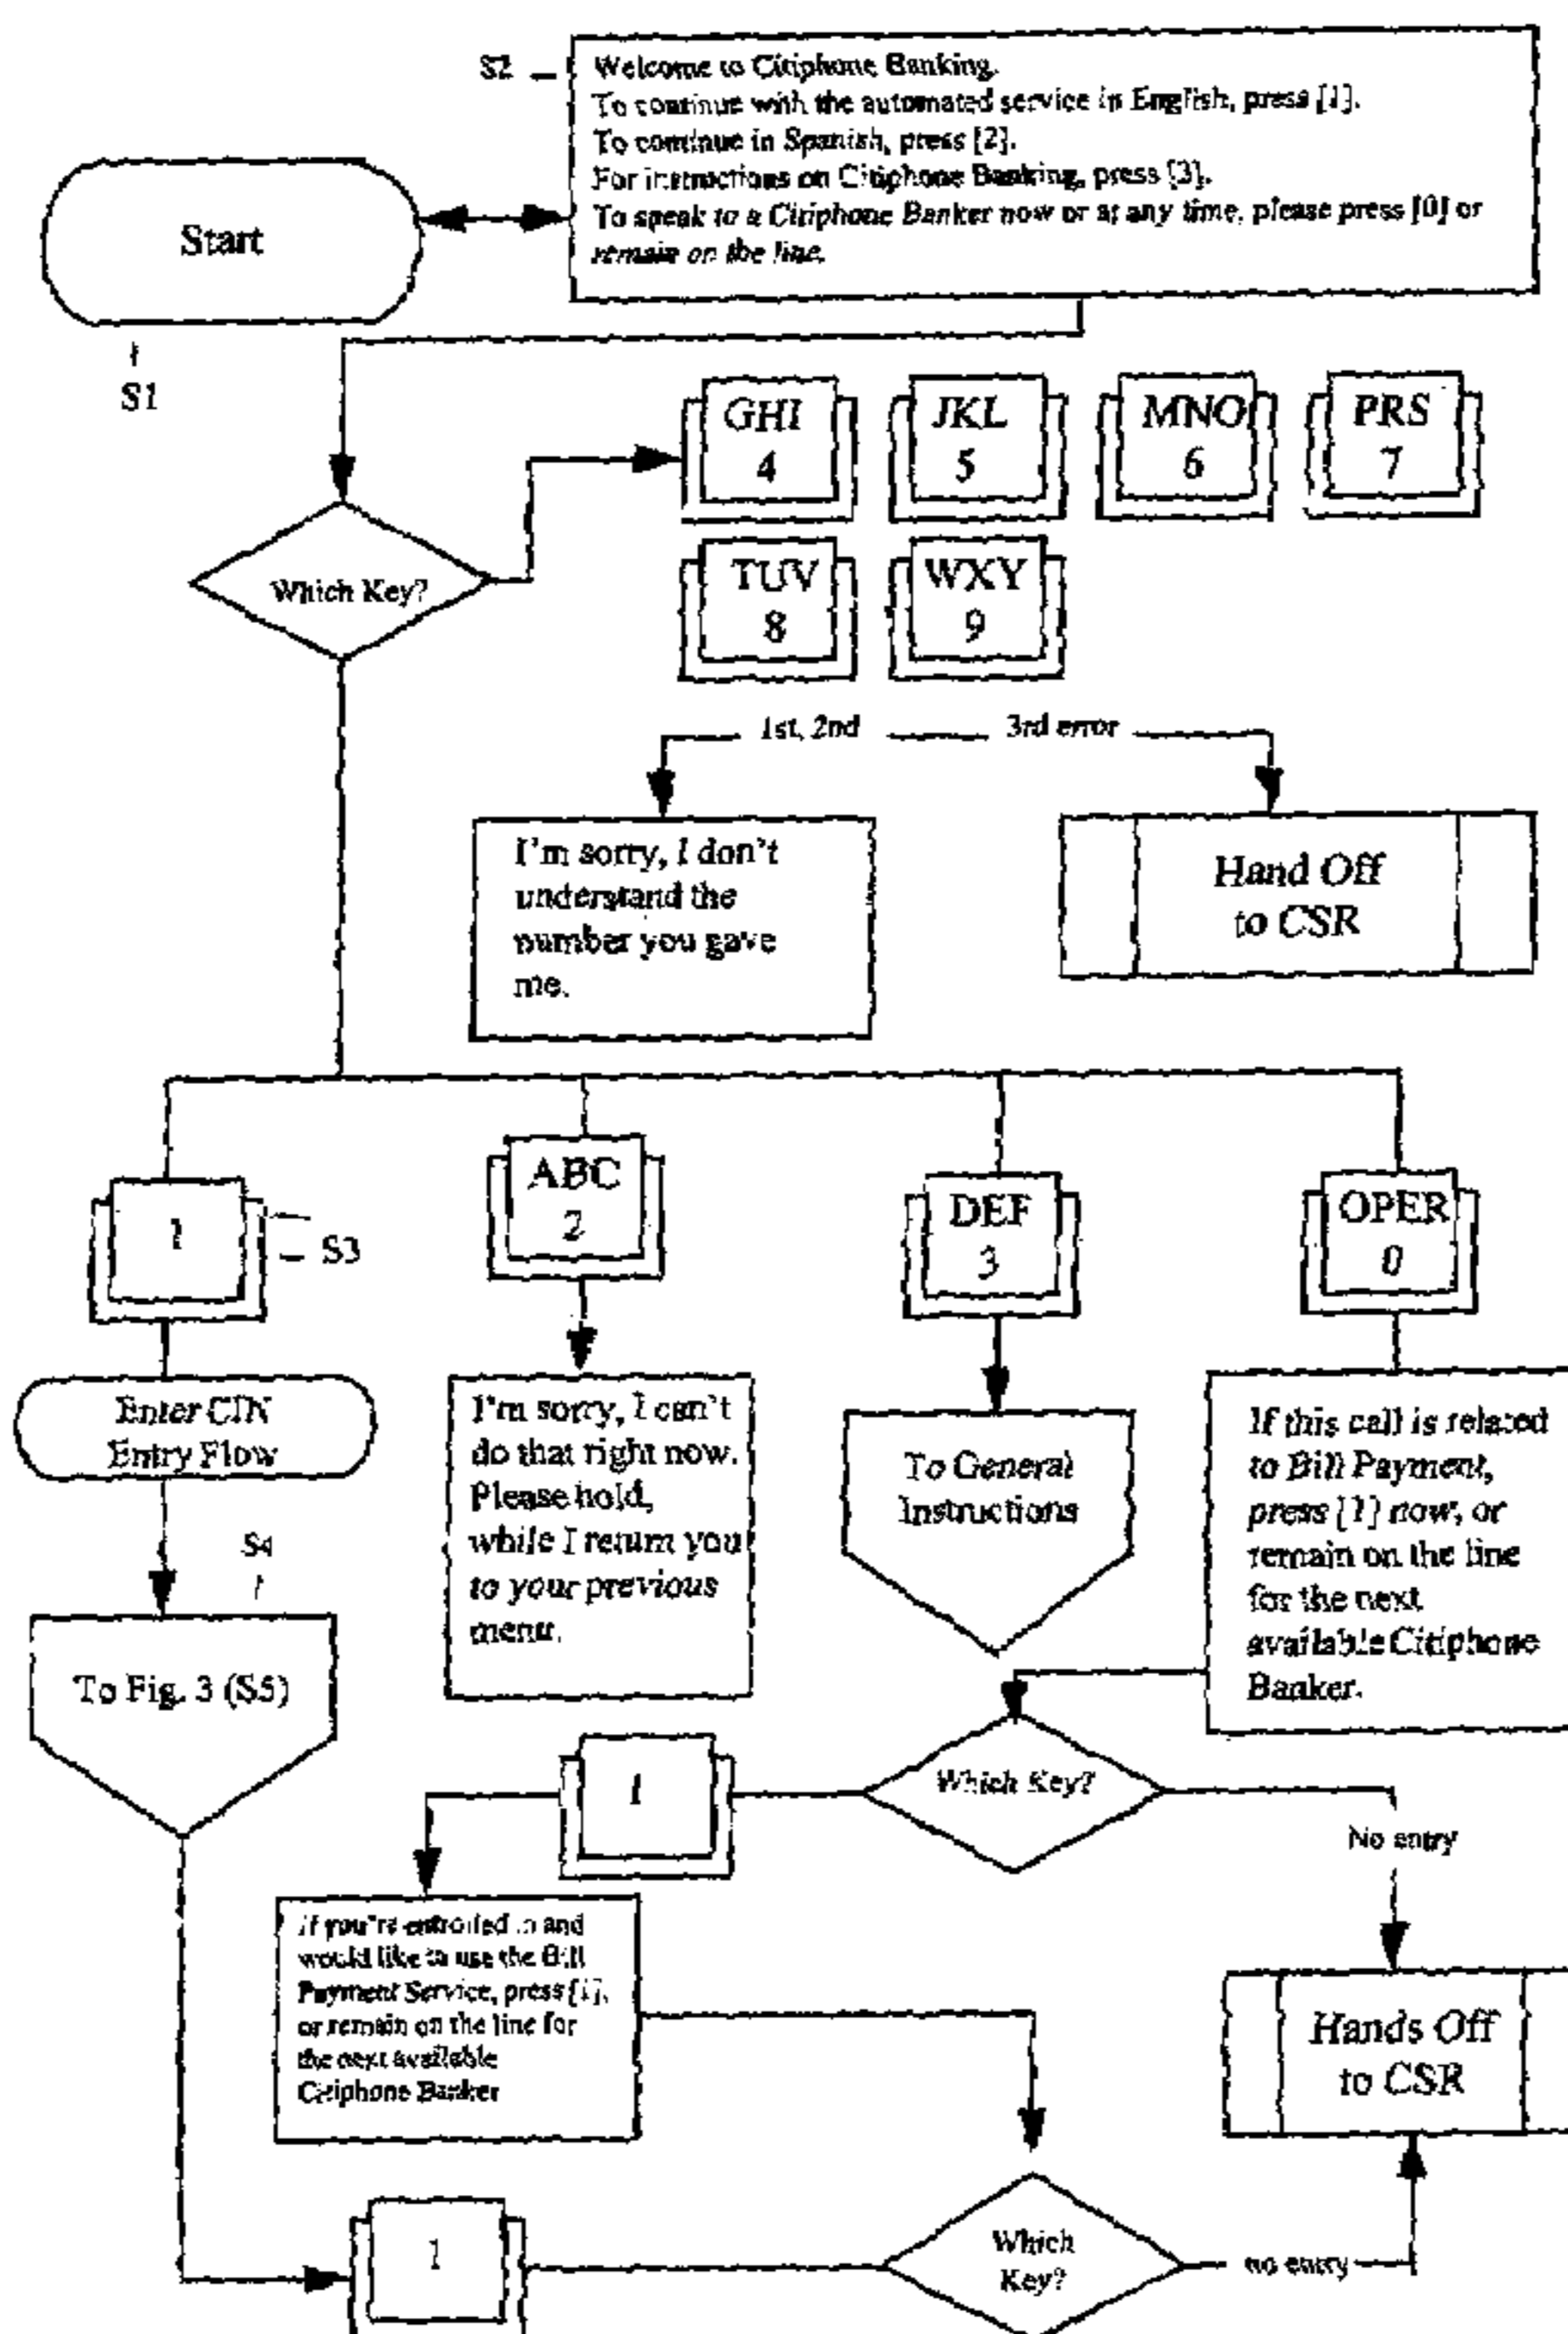 S2
Welcome to Citiphone Banking.
To continue with the automated service in English, press [1].
To continue in Spanish, press [2].
For instructions on Citiphone Banking, press [3].
To speak to a Citiphone Banker now or at any time, please press [0] or
remain on the line.
Start
S1
GHI
4
JKL
5
MNO
6
PRS
7
Which Key?
TUV
8
WXY
9
1st, 2nd
3rd error
I'm sorry, I don't
understand the
number you gave
me.
Hand Off
to CSR
1
S3
ABC
2
DEF
3
OPER
0
Enter CIN
Entry Flow
I'm sorry, I can't
do that right now.
Please hold,
while I return you
to your previous
menu.
To General
Instructions
If this call is related
to Bill Payment,
press [1] now, or
remain on the line
for the next
available Citiphone
Banker.
S4
To Fig. 3 (S5)
1
Which Key?
No entry
If you're enrolled in and
would like to use the Bill
Payment Service, press [1],
or remain on the line for
the next available
Citiphone Banker
Hands Off
to CSR
1
Which
Key?
no entry